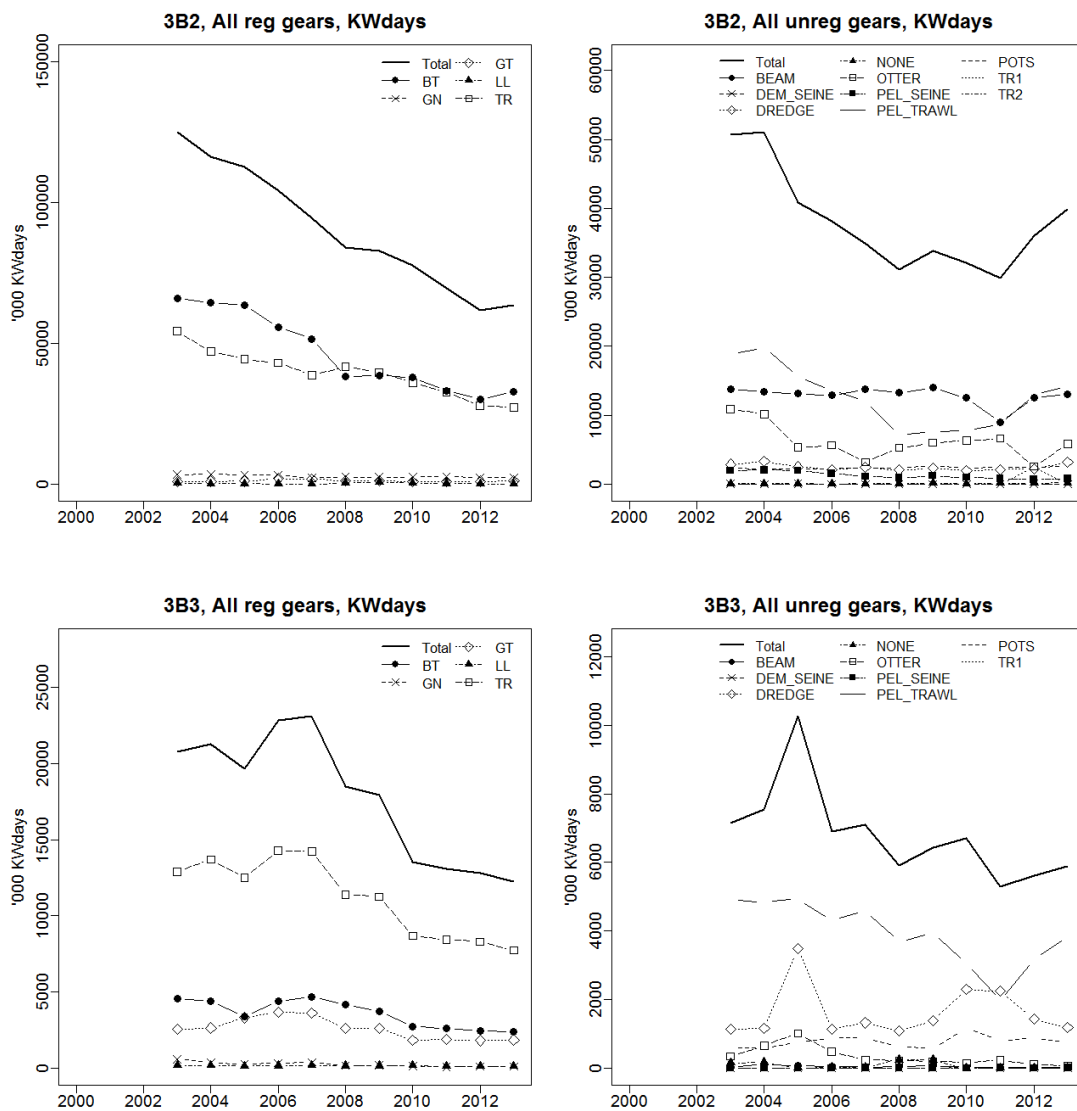 3B2, All reg gears, KWdays
'000 KWdays
150000
100000
50000
0
Total
BT
GN
GT
LL
TR
2000 2002 2004 2006 2008 2010 2012
3B2, All unreg gears, KWdays
'000 KWdays
60000
50000
40000
30000
20000
10000
0
Total
BEAM
DEM_SEINE
DREDGE
NONE
OTTER
PEL_SEINE
PEL_TRAWL
POTS
TR1
TR2
2000 2002 2004 2006 2008 2010 2012
3B3, All reg gears, KWdays
'000 KWdays
25000
20000
15000
10000
5000
0
Total
BT
GN
GT
LL
TR
2000 2002 2004 2006 2008 2010 2012
3B3, All unreg gears, KWdays
'000 KWdays
12000
10000
8000
6000
4000
2000
0
Total
BEAM
DEM_SEINE
DREDGE
NONE
OTTER
PEL_SEINE
PEL_TRAWL
POTS
TR1
2000 2002 2004 2006 2008 2010 2012